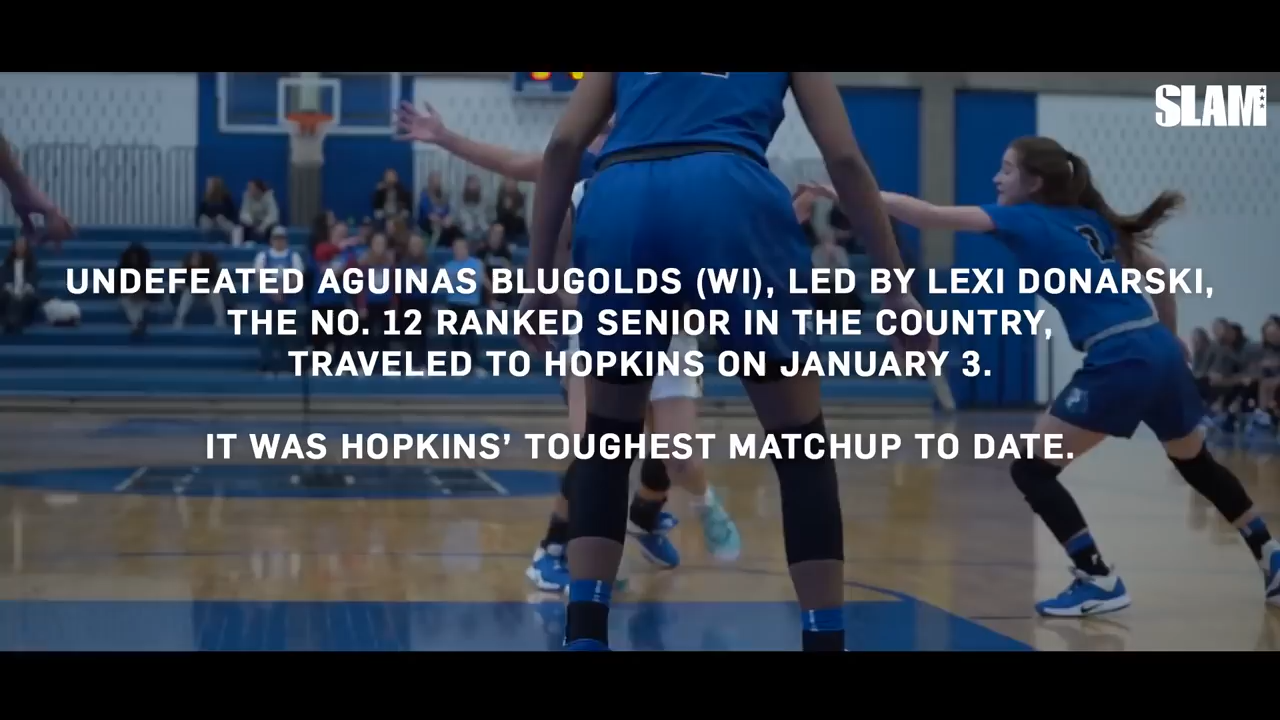 SLAM
UNDEFEATED AGUINAS BLUGOLDS (WI), LED BY LEXI DONARSKI,
THE NO. 12 RANKED SENIOR IN THE COUNTRY,
TRAVELED TO HOPKINS ON JANUARY 3.
IT WAS HOPKINS’ TOUGHEST MATCHUP TO DATE.